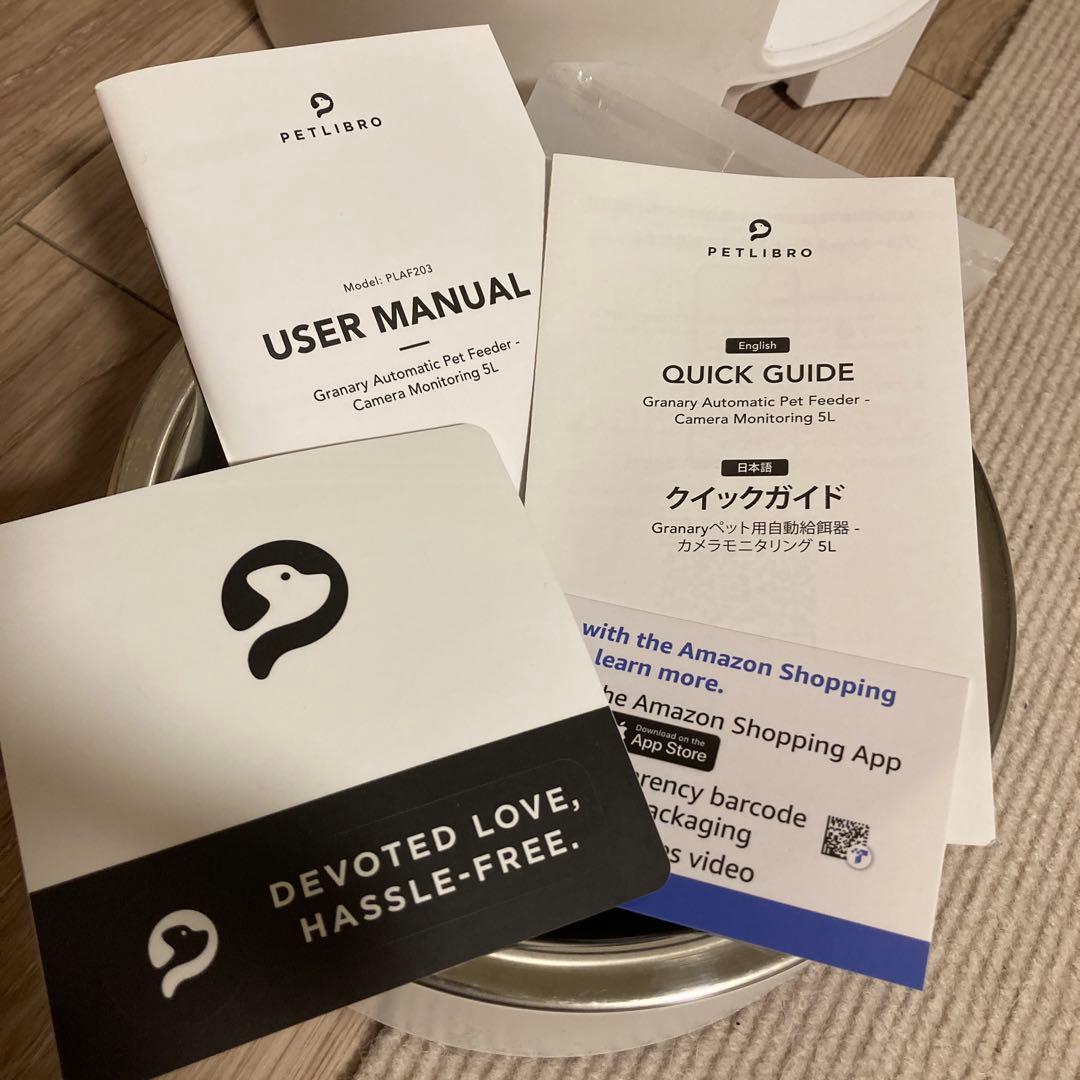 PETLIBRO
Model: PLAF203
USER MANUAL
Granary Automatic Pet Feeder -
Camera Monitoring 5L
PETLIBRO
English
QUICK GUIDE
Granary Automatic Pet Feeder -
Camera Monitoring 5L
日本語
クイックガイド
Granaryペット用自動給餌器 -
カメラモニタリング 5L
with the Amazon Shopping
learn more.
Amazon Shopping App
Download on the
App Store
barcode
video
DEVOTED LOVE,
HASSLE-FREE.